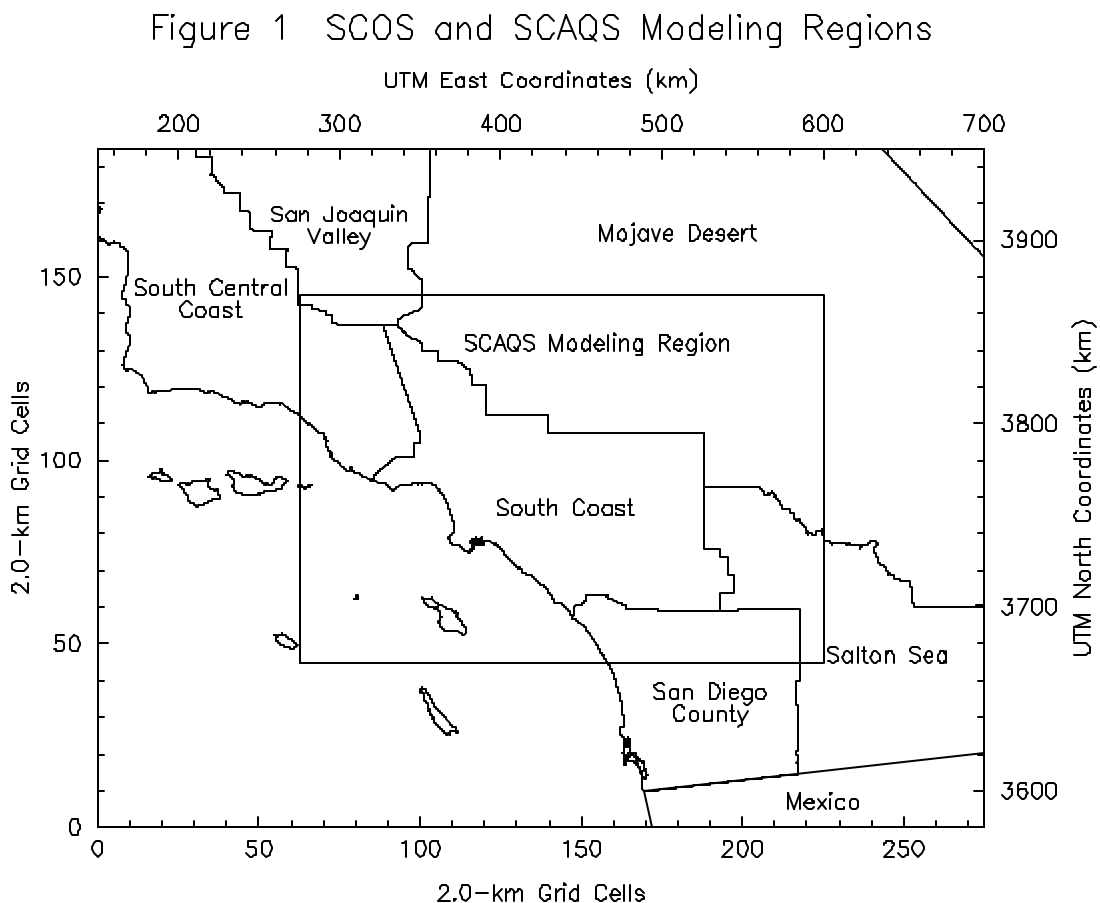 Figure 1 SCOS and SCAQS Modeling Regions
UTM East Coordinates (km)
200 300 400 500 600 700
San Joaquin
Valley
Mojave Desert
3900
150
South Central
Coast
SCAQS Modeling Region
3800
100
South Coast
2.0-km Grid Cells
UTM North Coordinates (km)
3700
50
Salton Sea
San Diego
County
3600
Mexico
0
0 50 100 150 200 250
2.0-km Grid Cells